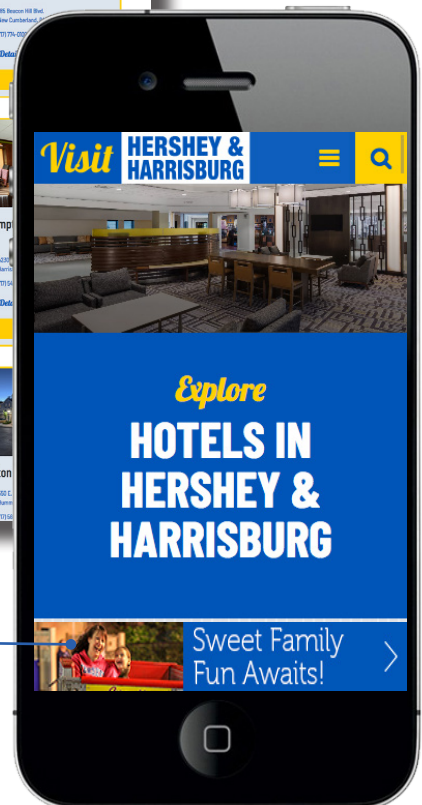 Visit HERSHEY &
HARRISBURG
Explore
HOTELS IN
HERSHEY &
HARRISBURG
Sweet Family
Fun Awaits!